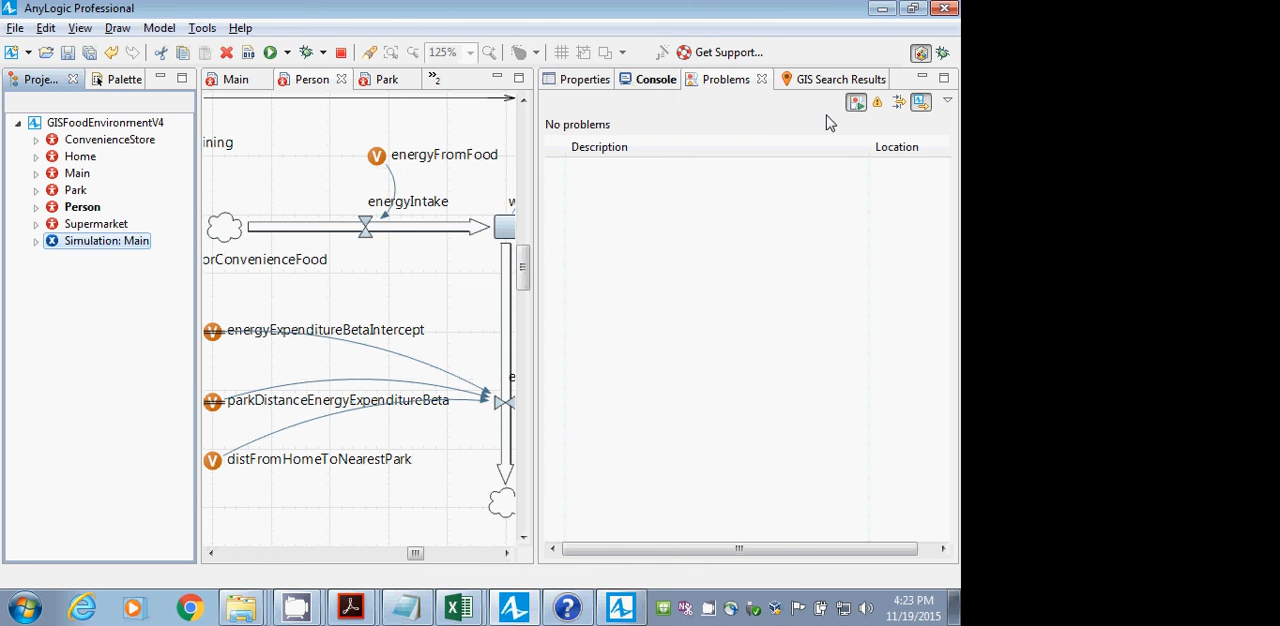 AnyLogic Professional
File Edit View Draw Model Tools Help
125% Get Support...
Proje... Palette Main Person Park »2 Properties Console Problems GIS Search Results
GISFoodEnvironmentV4
ConvenienceStore
Home
Main
Park
Person
Supermarket
Simulation: Main
ining
energyFromFood
energyIntake
w
orConvenienceFood
energyExpenditureBetaIntercept
e
parkDistanceEnergyExpenditureBeta
distFromHomeToNearestPark
No problems
Description Location
4:23 PM
11/19/2015